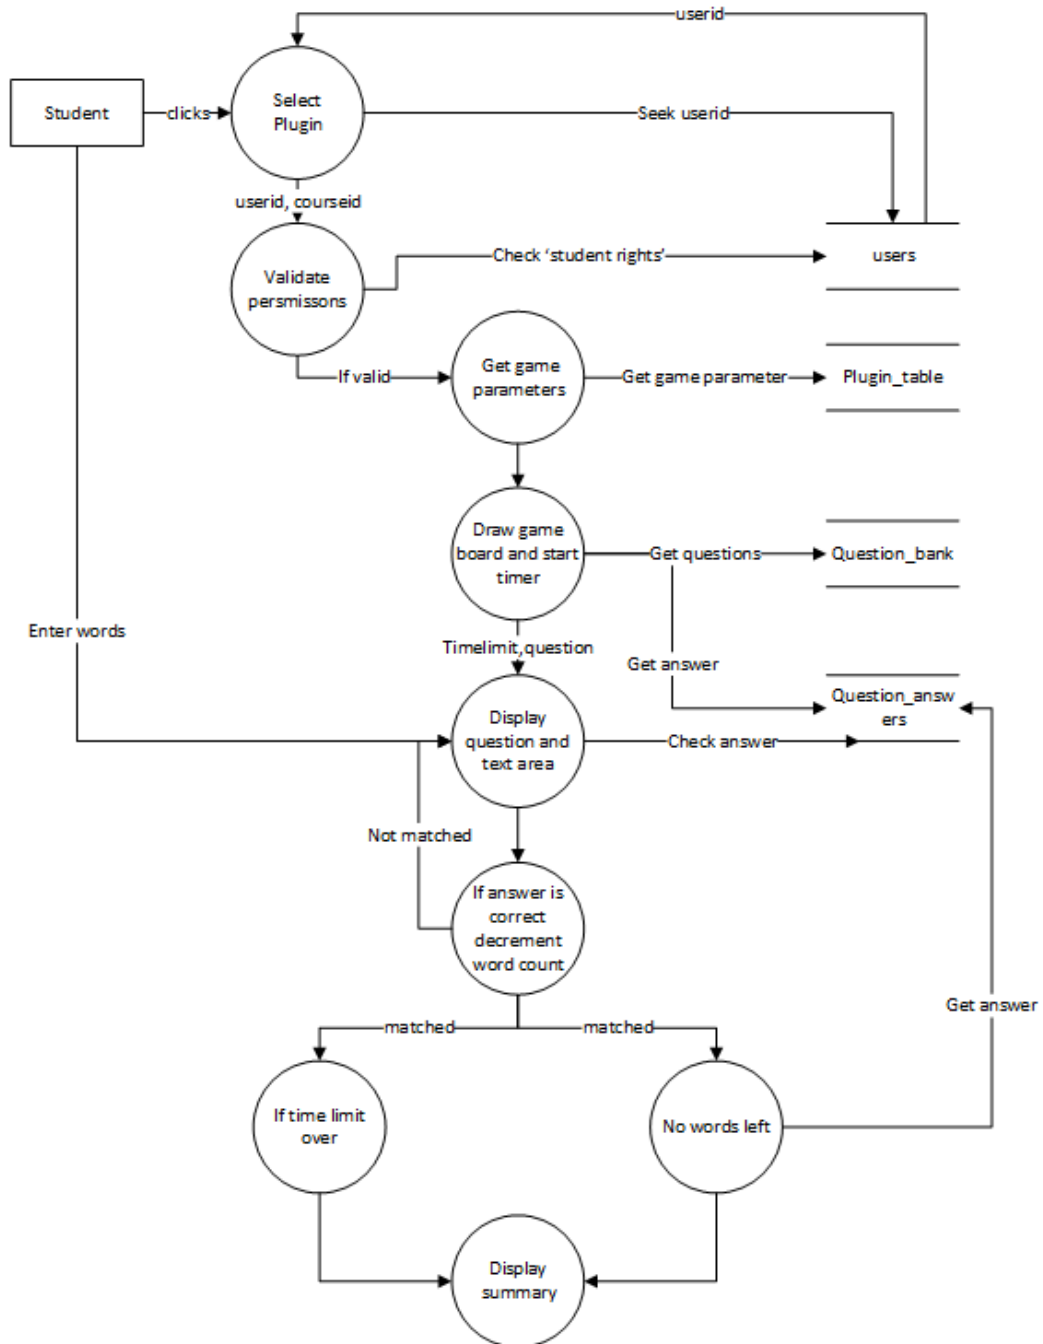 userid
Student
clicks
Select
Plugin
Seek userid
userid, courseid
Validate
persmissons
Check ‘student rights’
users
If valid
Get game
parameters
Get game parameter
Plugin_table
Draw game
board and start
timer
Get questions
Question_bank
Enter words
Timelimit,question
Get answer
Question_answ
ers
Display
question and
text area
Check answer
Not matched
If answer is
correct
decrement
word count
Get answer
matched
matched
If time limit
over
No words left
Display
summary